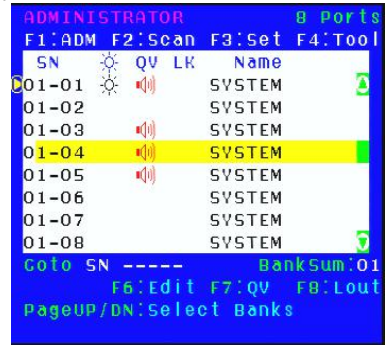 ADMINISTRATOR 8 Ports
F1:ADM F2:Scan F3:Set F4:Tool
SN QV LK Name
01-01 SYSTEM
01-02 SYSTEM
01-03 SYSTEM
01-04 SYSTEM
01-05 SYSTEM
01-06 SYSTEM
01-07 SYSTEM
01-08 SYSTEM
Goto SN ----- BankSum:01
F6:Edit F7:QV F8:Lout
PageUP/DN:Select Banks